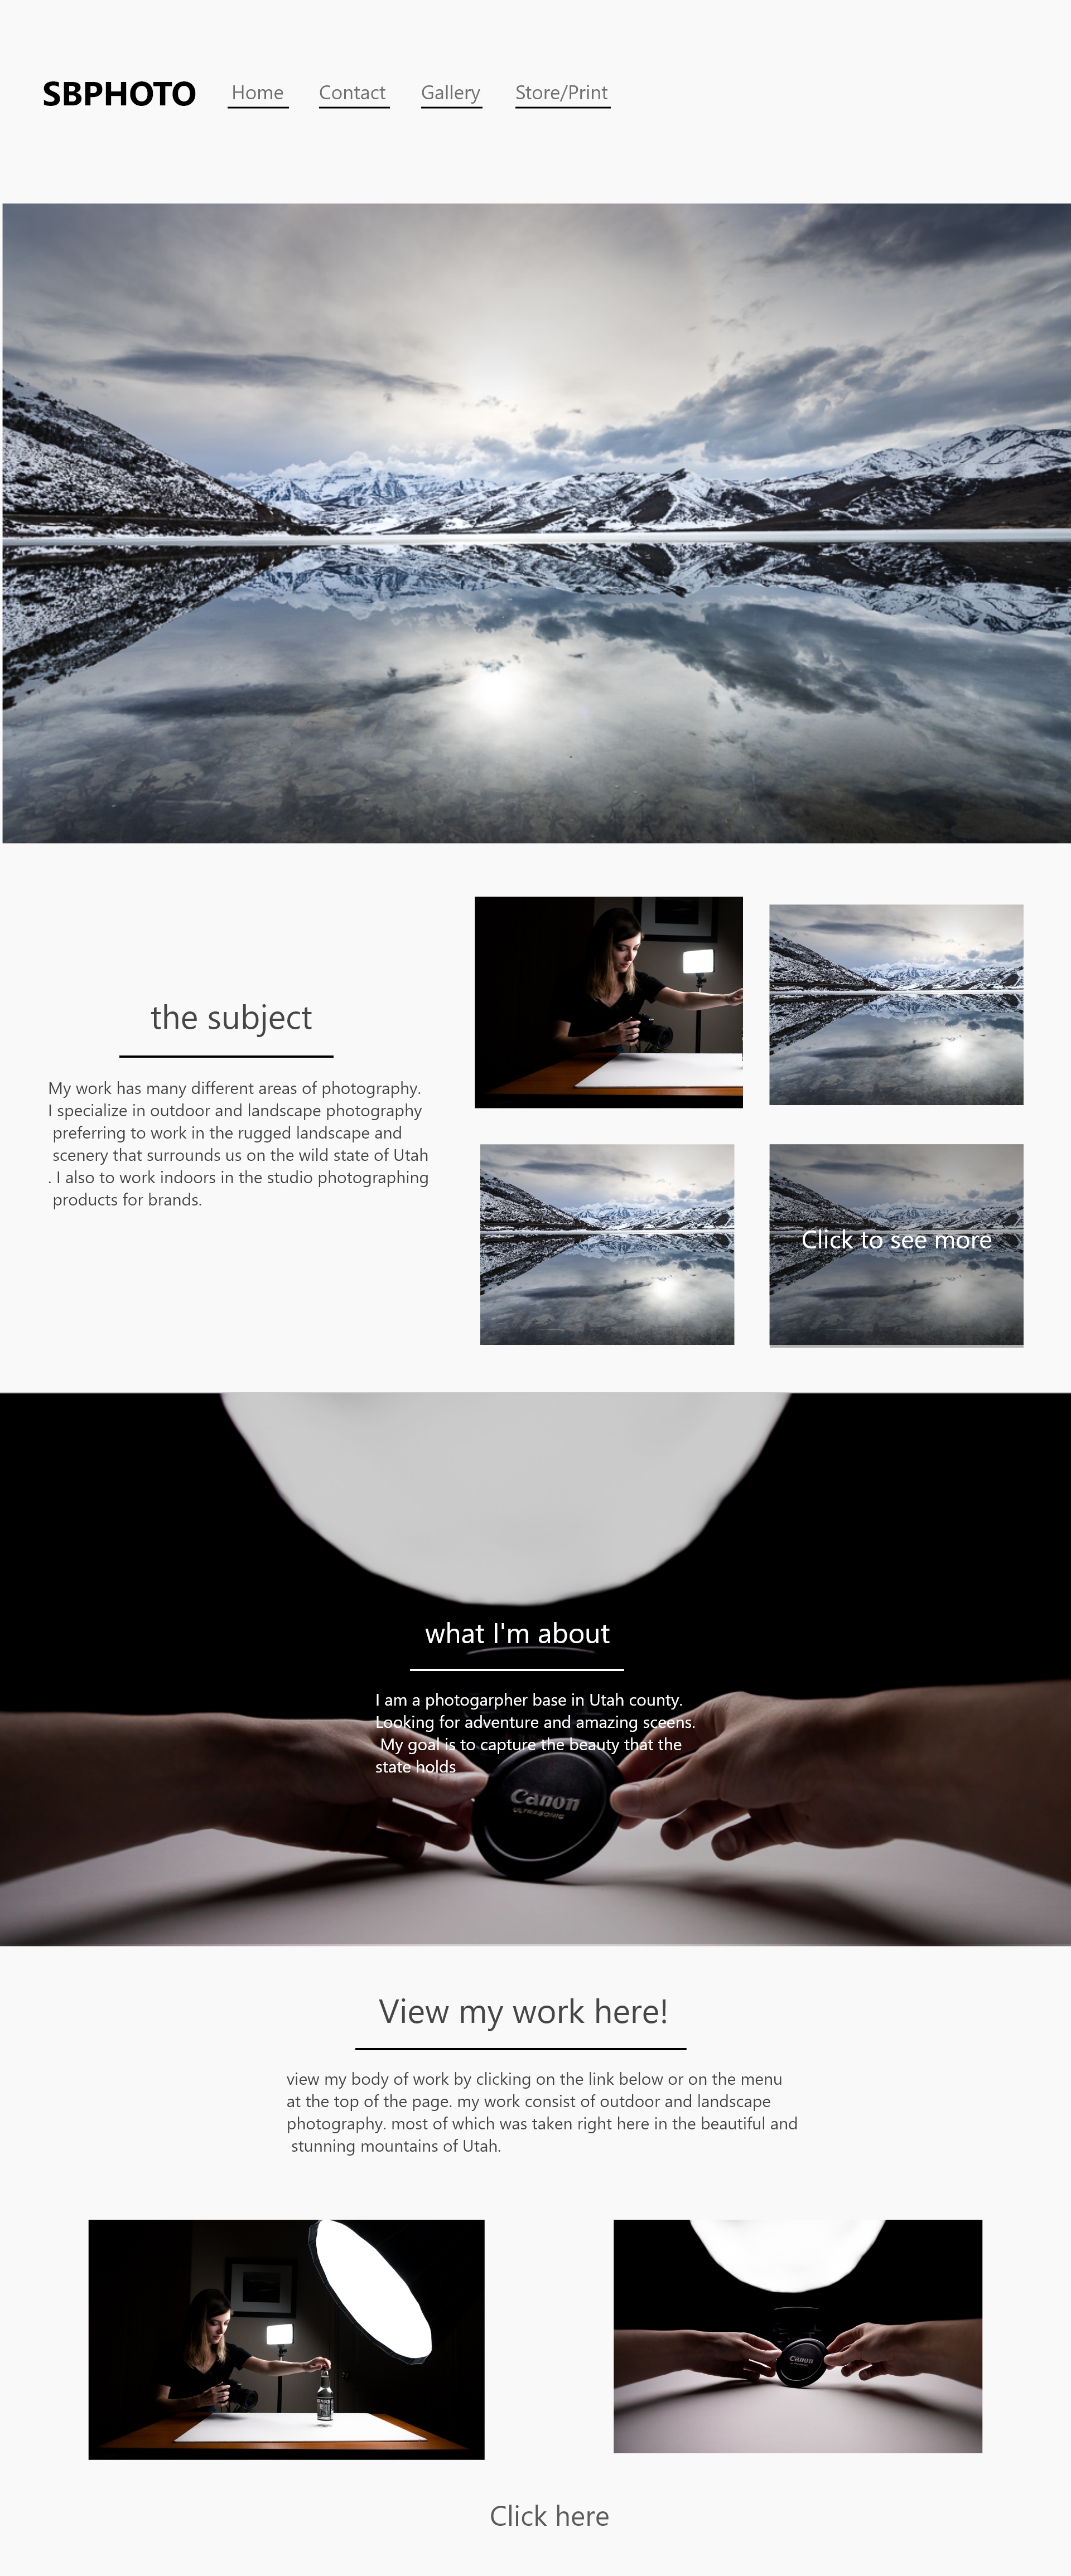 SBPHOTO Home Contact Gallery Store/Print
the subject
My work has many different areas of photography.
I specialize in outdoor and landscape photography
preferring to work in the rugged landscape and
scenery that surrounds us on the wild state of Utah
. I also to work indoors in the studio photographing
products for brands.
Click to see more
what I'm about
I am a photogarpher base in Utah county.
Looking for adventure and amazing sceens.
My goal is to capture the beauty that the
state holds
Canon
ULTRASONIC
View my work here!
view my body of work by clicking on the link below or on the menu
at the top of the page. my work consist of outdoor and landscape
photography. most of which was taken right here in the beautiful and
stunning mountains of Utah.
Canon
Click here